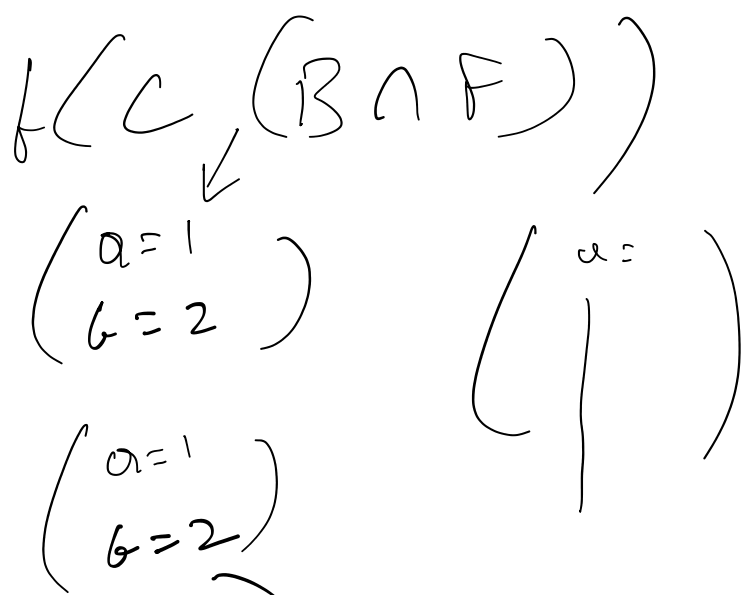 f(C, (B ∩ F))
(a = 1
b = 2)
(a =
)
(a = 1
b = 2)